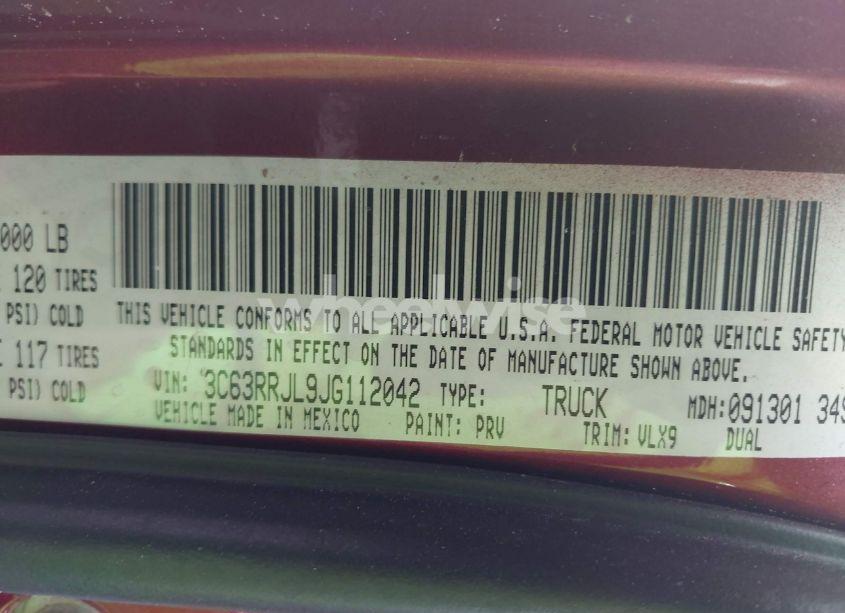 000 LB
120 TIRES
PSI) COLD
117 TIRES
PSI) COLD
THIS VEHICLE CONFORMS TO ALL APPLICABLE U.S.A. FEDERAL MOTOR VEHICLE SAFETY
STANDARDS IN EFFECT ON THE DATE OF MANUFACTURE SHOWN ABOVE.
VIN: 3C63RRJL9JG112042 TYPE: TRUCK MDH:091301 349
VEHICLE MADE IN MEXICO PAINT: PRV TRIM: VLX9 DUAL
wheelwise